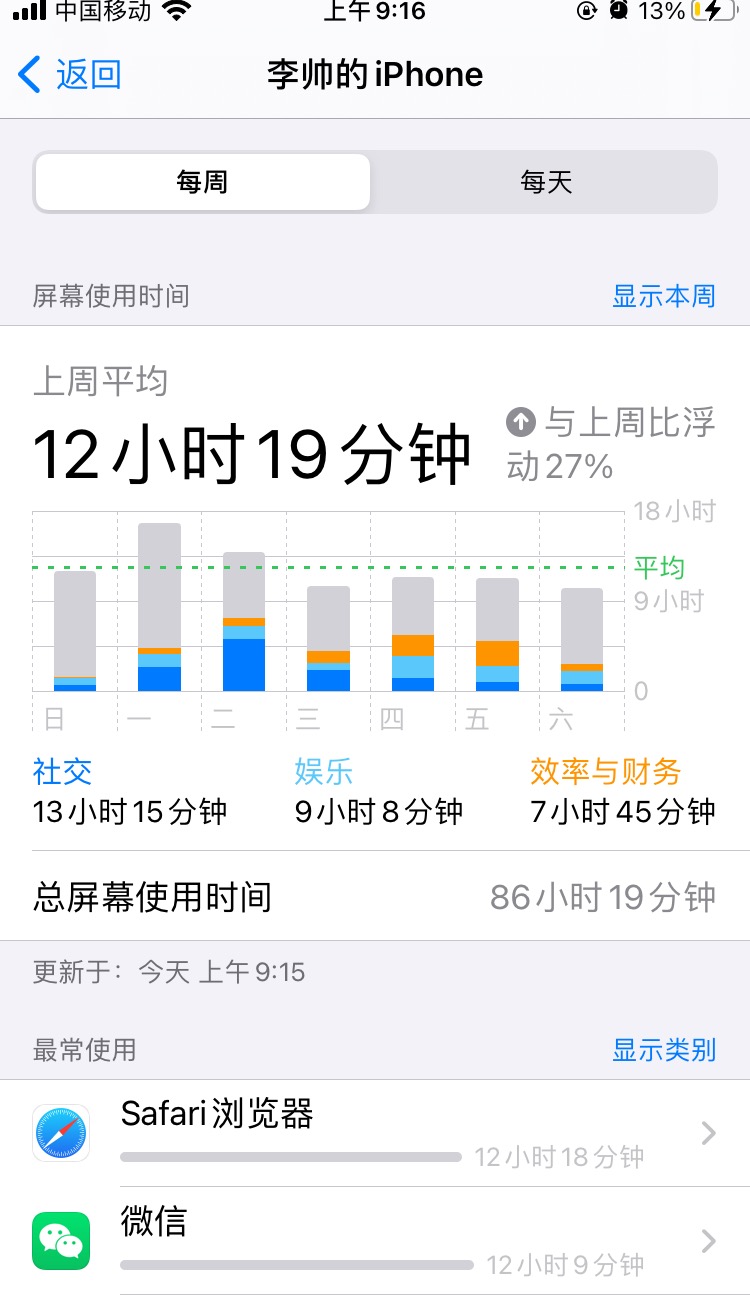 中国移动 上午9:16 13%
返回 李帅的iPhone
每周 每天
屏幕使用时间 显示本周
上周平均
12小时19分钟
与上周比浮
动27%
18小时
平均
9小时
0
日 一 二 三 四 五 六
社交 娱乐 效率与财务
13小时15分钟 9小时8分钟 7小时45分钟
总屏幕使用时间 86小时19分钟
更新于：今天 上午9:15
最常使用 显示类别
Safari浏览器
12小时18分钟
微信
12小时9分钟